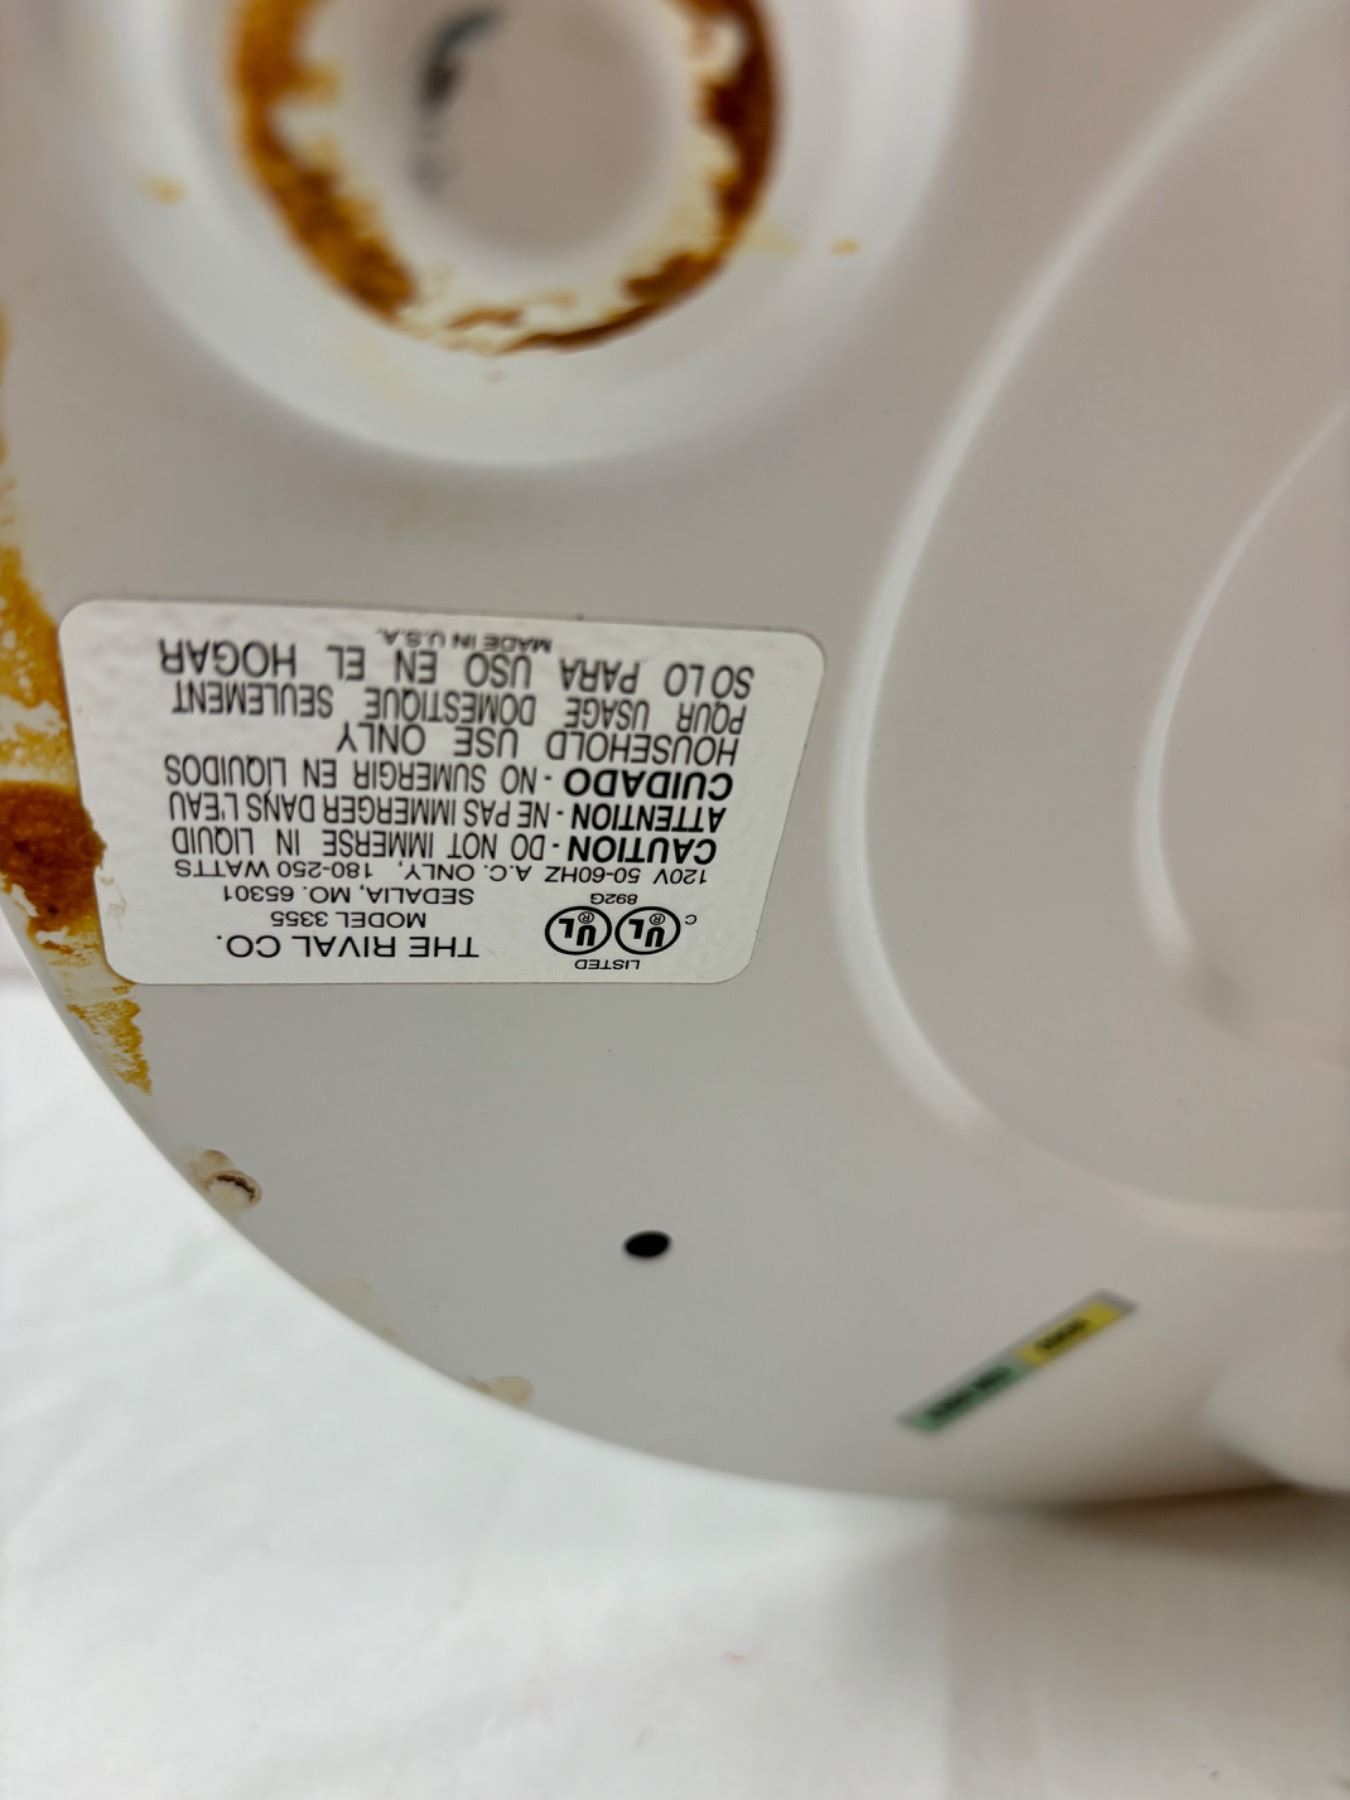 LISTED
C UL ® UL ®
892G
THE RIVAL CO.
MODEL 3355
SEDALIA, MO. 65301
120V 50-60HZ A.C. ONLY, 180-250 WATTS
CAUTION - DO NOT IMMERSE IN LIQUID
ATTENTION - NE PAS IMMERGER DANS L'EAU
CUIDADO - NO SUMERGIR EN LIQUIDOS
HOUSEHOLD USE ONLY
POUR USAGE DOMESTIQUE SEULEMENT
SO LO PARA USO EN EL HOGAR
MADE IN U.S.A.